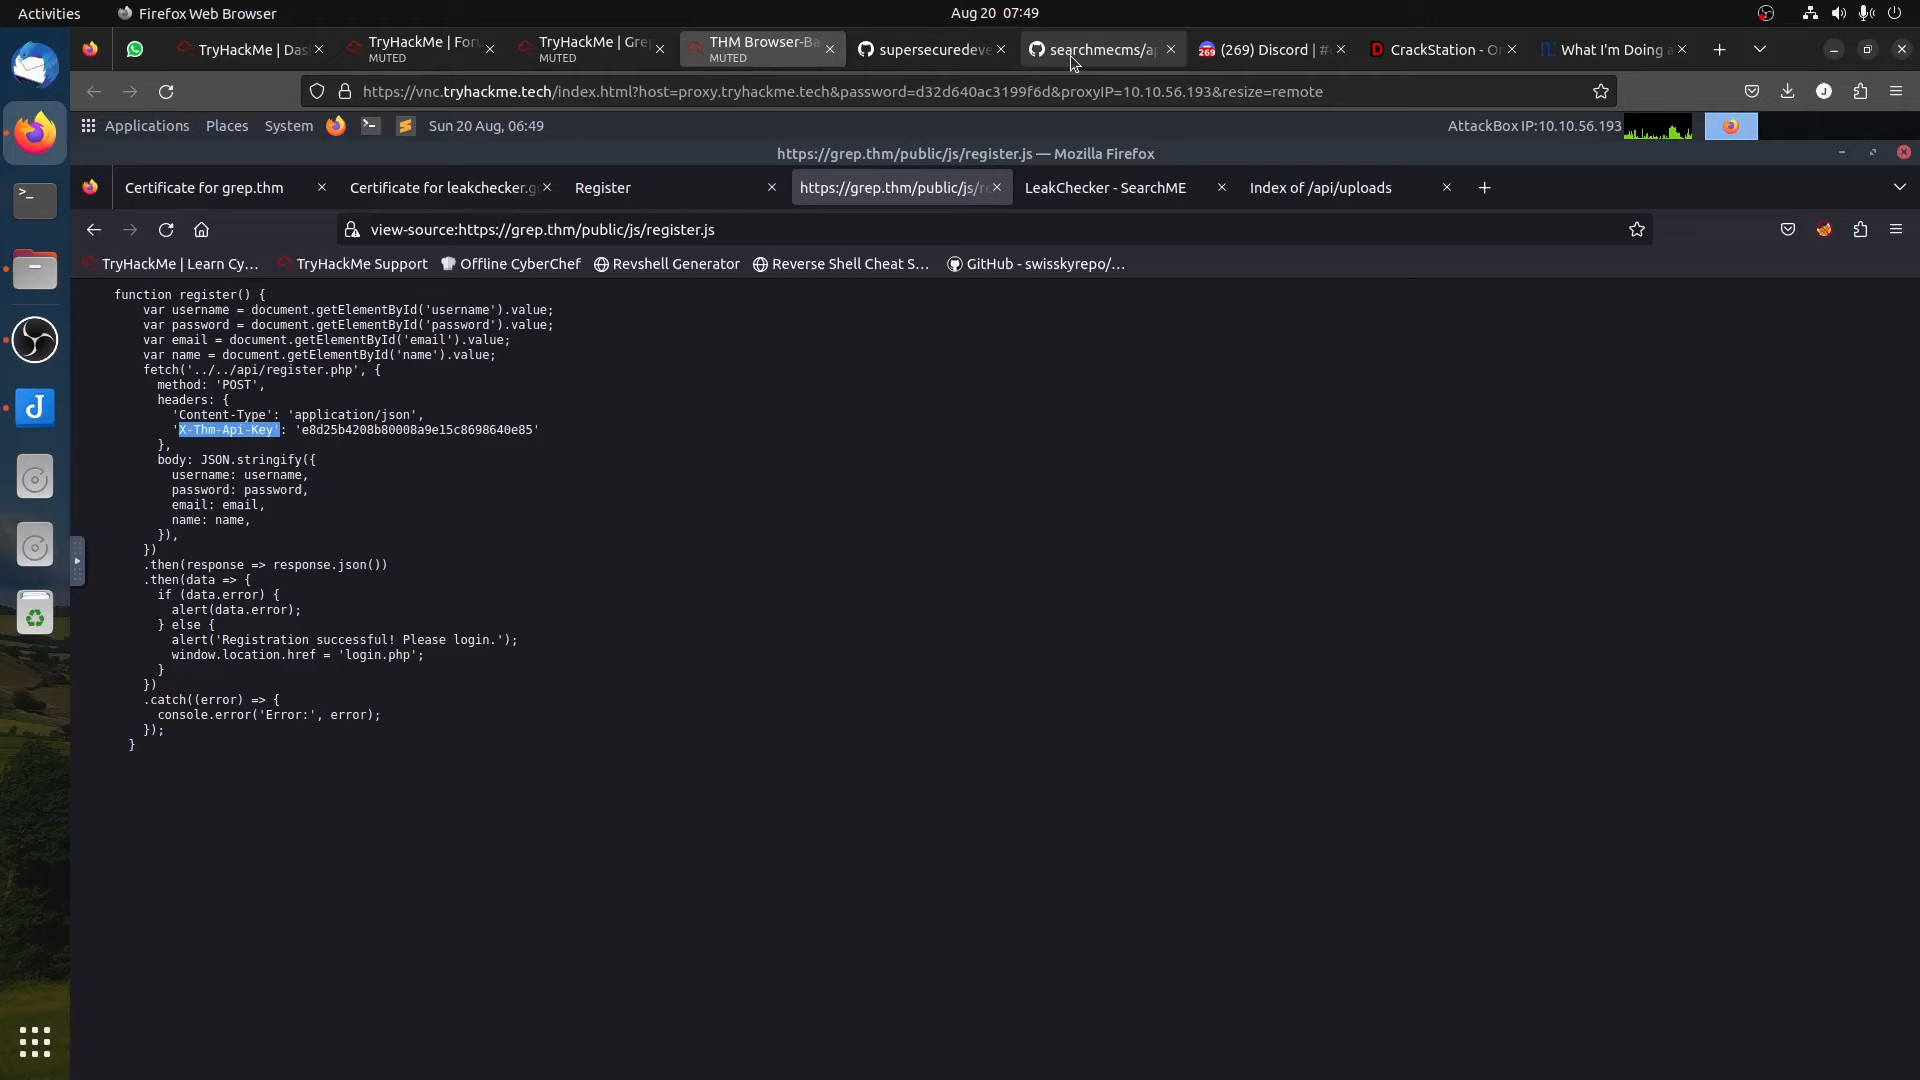 Activities
Firefox Web Browser
Aug 20 07:49
TryHackMe | Das
TryHackMe | For
MUTED
TryHackMe | Gre
MUTED
THM Browser-Ba
MUTED
supersecuredeve
searchmecms/ap
(269) Discord | #
CrackStation - O
What I'm Doing a
https://vnc.tryhackme.tech/index.html?host=proxy.tryhackme.tech&password=d32d640ac3199f6d&proxyIP=10.10.56.193&resize=remote
Applications Places System
Sun 20 Aug, 06:49
AttackBox IP:10.10.56.193
https://grep.thm/public/js/register.js — Mozilla Firefox
Certificate for grep.thm
Certificate for leakchecker.g
Register
https://grep.thm/public/js/re
LeakChecker - SearchME
Index of /api/uploads
view-source:https://grep.thm/public/js/register.js
TryHackMe | Learn Cy...
TryHackMe Support
Offline CyberChef
Revshell Generator
Reverse Shell Cheat S...
GitHub - swisskyrepo/...
function register() {
var username = document.getElementById('username').value;
var password = document.getElementById('password').value;
var email = document.getElementById('email').value;
var name = document.getElementById('name').value;
fetch('../../api/register.php', {
method: 'POST',
headers: {
'Content-Type': 'application/json',
'X-Thm-Api-Key': 'e8d25b4208b80008a9e15c8698640e85'
},
body: JSON.stringify({
username: username,
password: password,
email: email,
name: name,
}),
})
.then(response => response.json())
.then(data => {
if (data.error) {
alert(data.error);
} else {
alert('Registration successful! Please login.');
window.location.href = 'login.php';
}
})
.catch((error) => {
console.error('Error:', error);
});
}